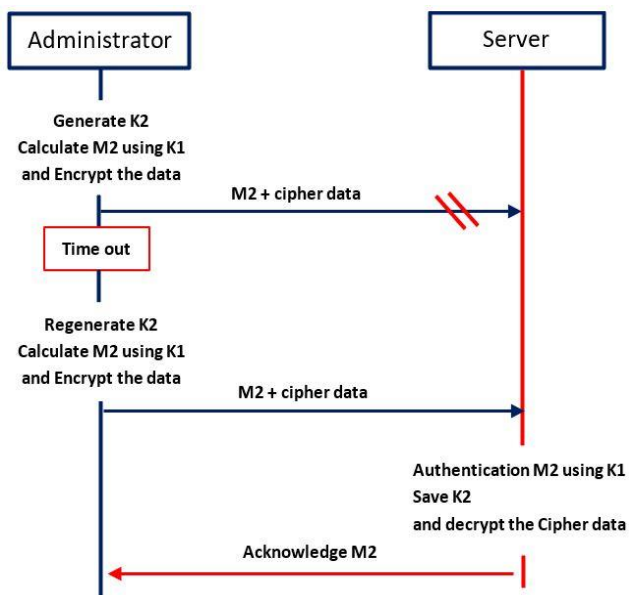 Administrator
Server
Generate K2
Calculate M2 using K1
and Encrypt the data
M2 + cipher data
Time out
Regenerate K2
Calculate M2 using K1
and Encrypt the data
M2 + cipher data
Authentication M2 using K1
Save K2
and decrypt the Cipher data
Acknowledge M2